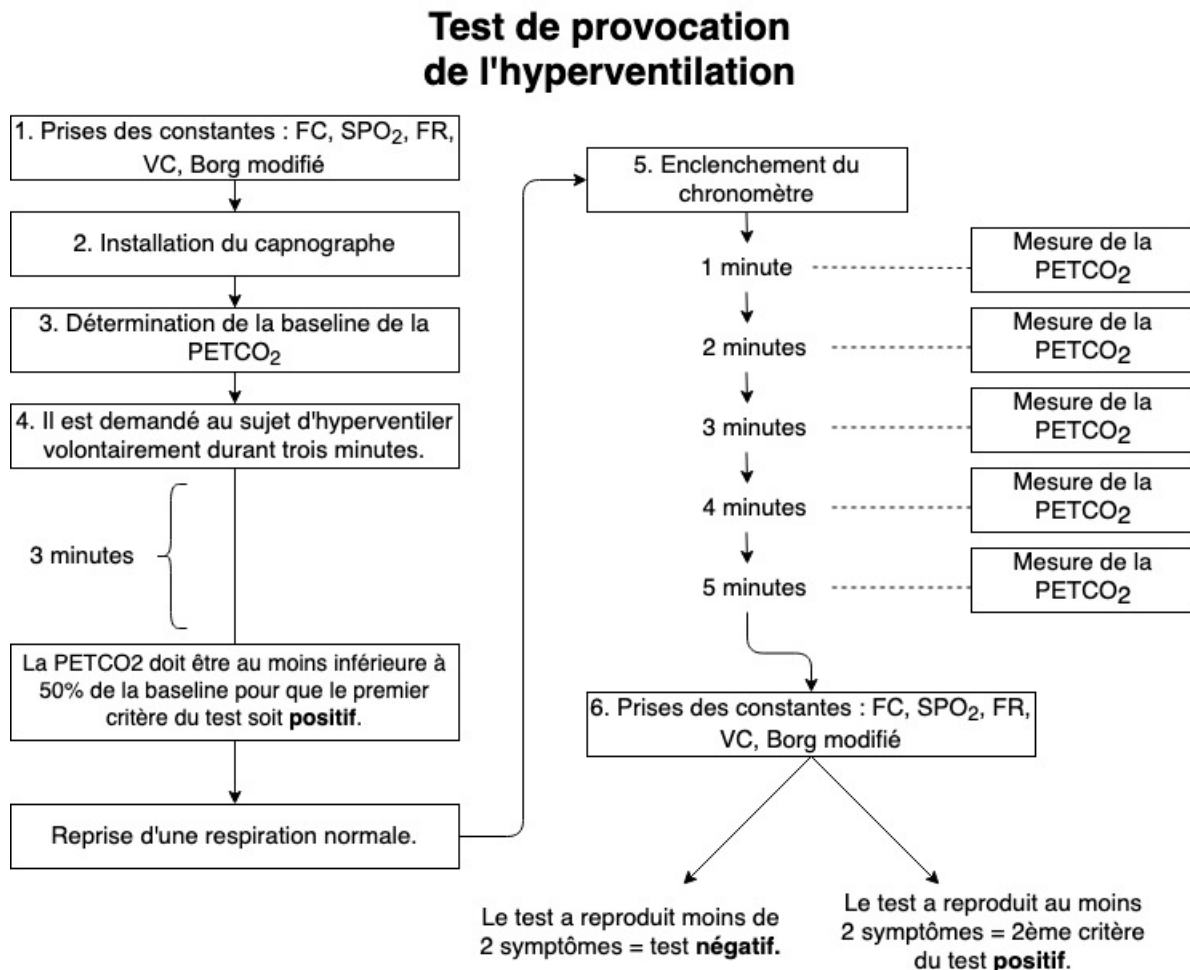 Test de provocation
de l'hyperventilation
1. Prises des constantes : FC, SPO₂, FR,
VC, Borg modifié
2. Installation du capnographe
3. Détermination de la baseline de la
PETCO₂
4. Il est demandé au sujet d'hyperventiler
volontairement durant trois minutes.
3 minutes
La PETCO2 doit être au moins inférieure à
50% de la baseline pour que le premier
critère du test soit positif.
Reprise d'une respiration normale.
5. Enclenchement du
chronomètre
1 minute
Mesure de la
PETCO₂
2 minutes
Mesure de la
PETCO₂
3 minutes
Mesure de la
PETCO₂
4 minutes
Mesure de la
PETCO₂
5 minutes
Mesure de la
PETCO₂
6. Prises des constantes : FC, SPO₂, FR,
VC, Borg modifié
Le test a reproduit moins de
2 symptômes = test négatif.
Le test a reproduit au moins
2 symptômes = 2ème critère
du test positif.